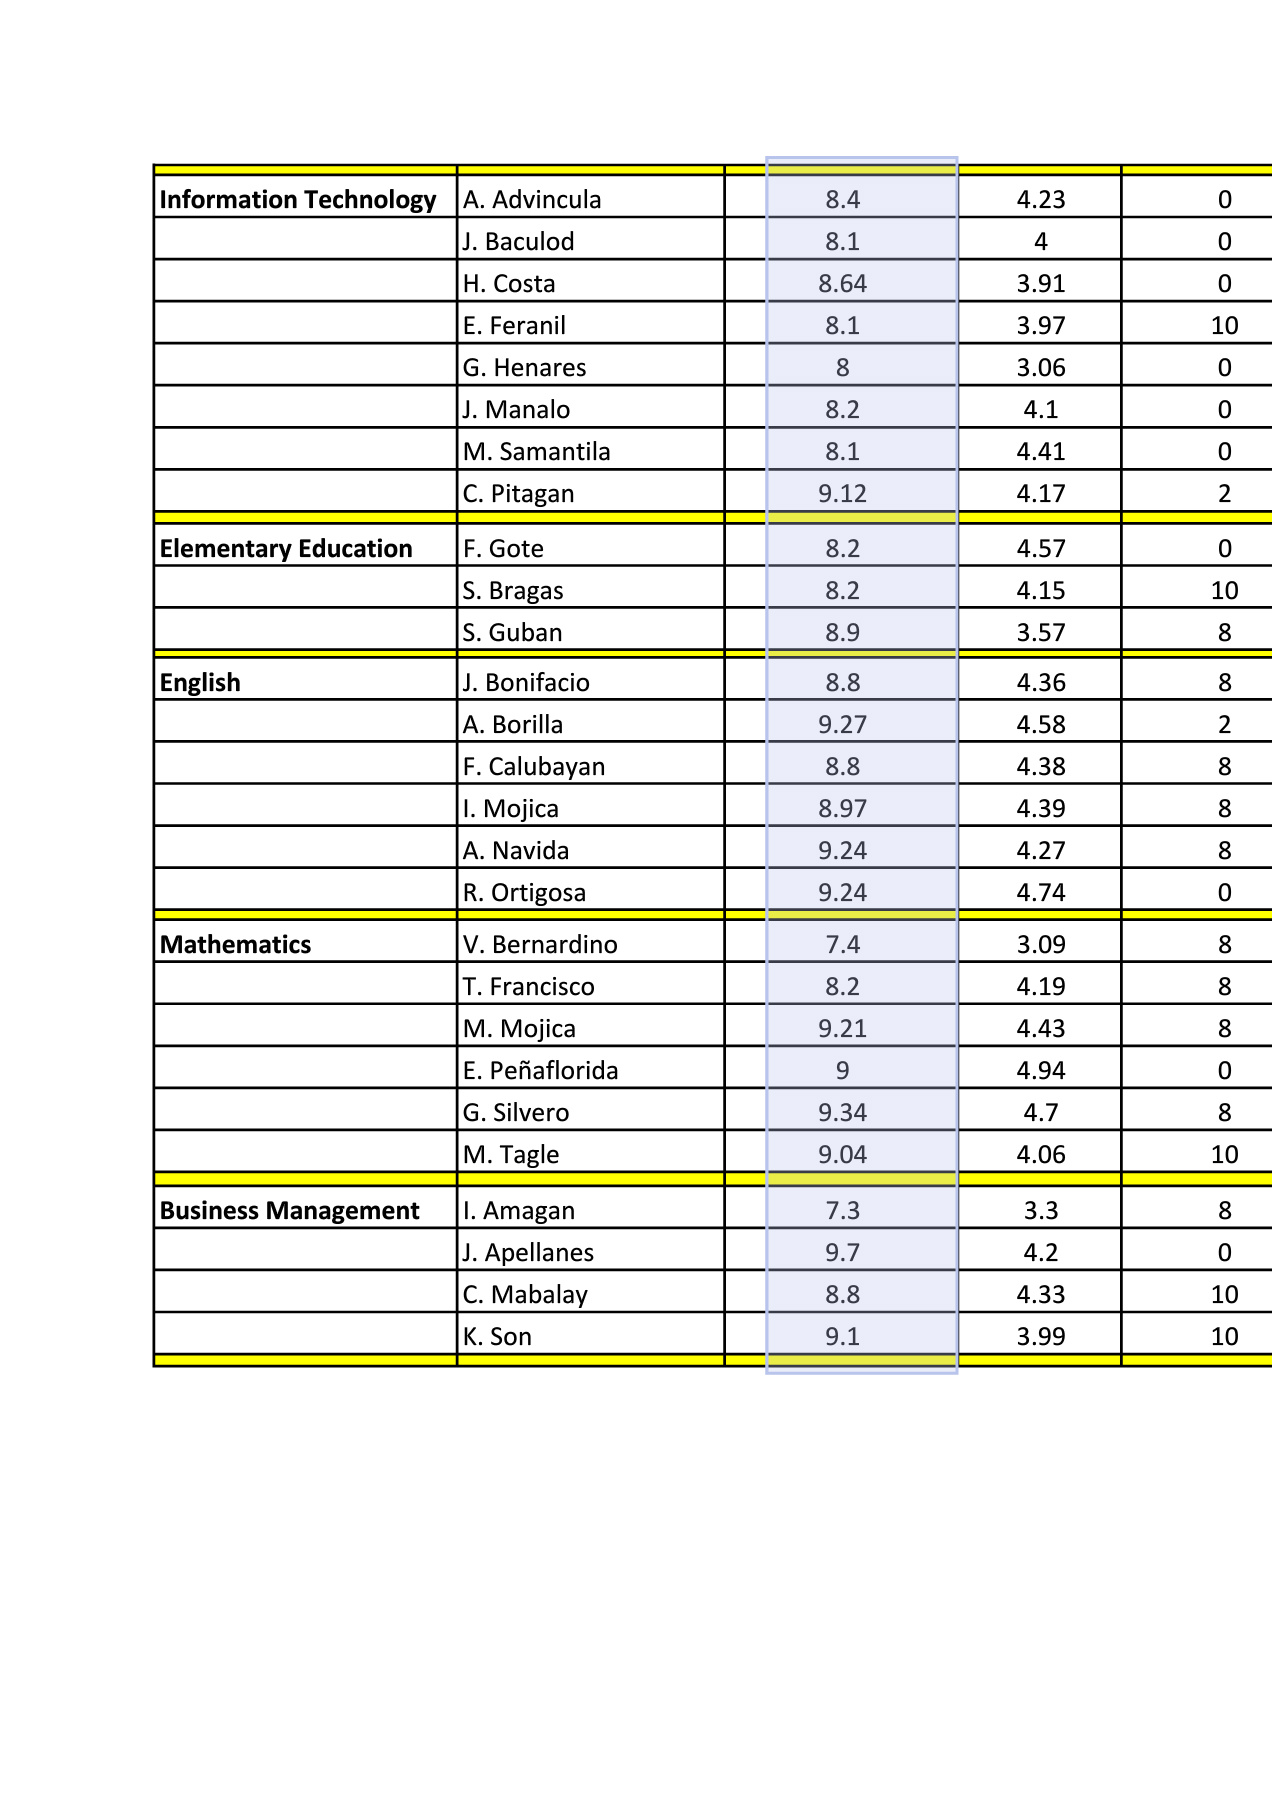 Information Technology A. Advincula 8.4 4.23 0
J. Baculod 8.1 4 0
H. Costa 8.64 3.91 0
E. Feranil 8.1 3.97 10
G. Henares 8 3.06 0
J. Manalo 8.2 4.1 0
M. Samantila 8.1 4.41 0
C. Pitagan 9.12 4.17 2
Elementary Education F. Gote 8.2 4.57 0
S. Bragas 8.2 4.15 10
S. Guban 8.9 3.57 8
English J. Bonifacio 8.8 4.36 8
A. Borilla 9.27 4.58 2
F. Calubayan 8.8 4.38 8
I. Mojica 8.97 4.39 8
A. Navida 9.24 4.27 8
R. Ortigosa 9.24 4.74 0
Mathematics V. Bernardino 7.4 3.09 8
T. Francisco 8.2 4.19 8
M. Mojica 9.21 4.43 8
E. Peñaflorida 9 4.94 0
G. Silvero 9.34 4.7 8
M. Tagle 9.04 4.06 10
Business Management I. Amagan 7.3 3.3 8
J. Apellanes 9.7 4.2 0
C. Mabalay 8.8 4.33 10
K. Son 9.1 3.99 10